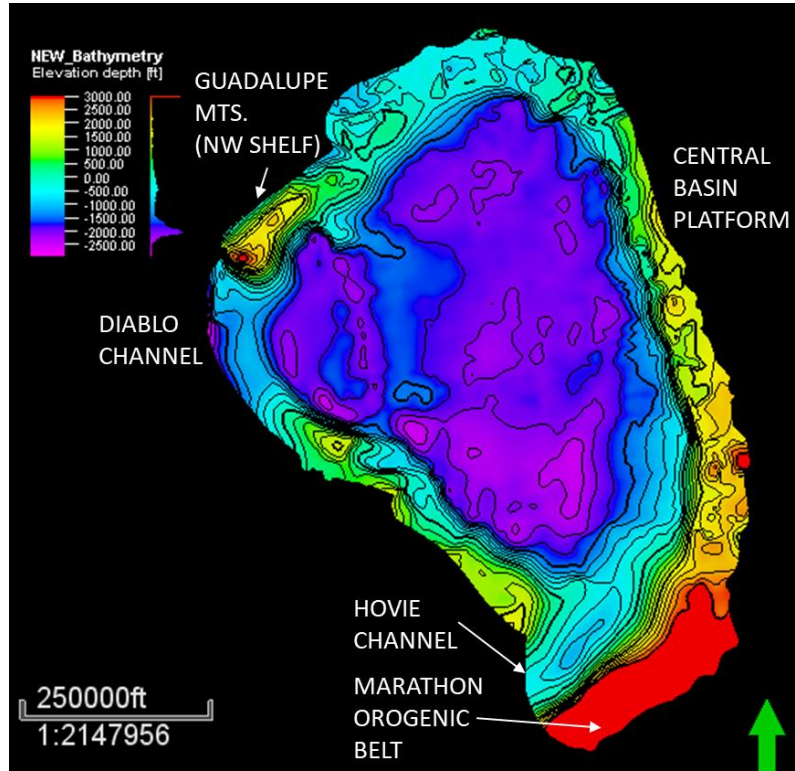 NEW_Bathymetry
Elevation depth [ft]
3000.00
2500.00
2000.00
1500.00
1000.00
500.00
0.00
-500.00
-1000.00
-1500.00
-2000.00
-2500.00
GUADALUPE
MTS.
(NW SHELF)
CENTRAL
BASIN
PLATFORM
DIABLO
CHANNEL
HOVIE
CHANNEL
MARATHON
OROGENIC
BELT
250000ft
1:2147956